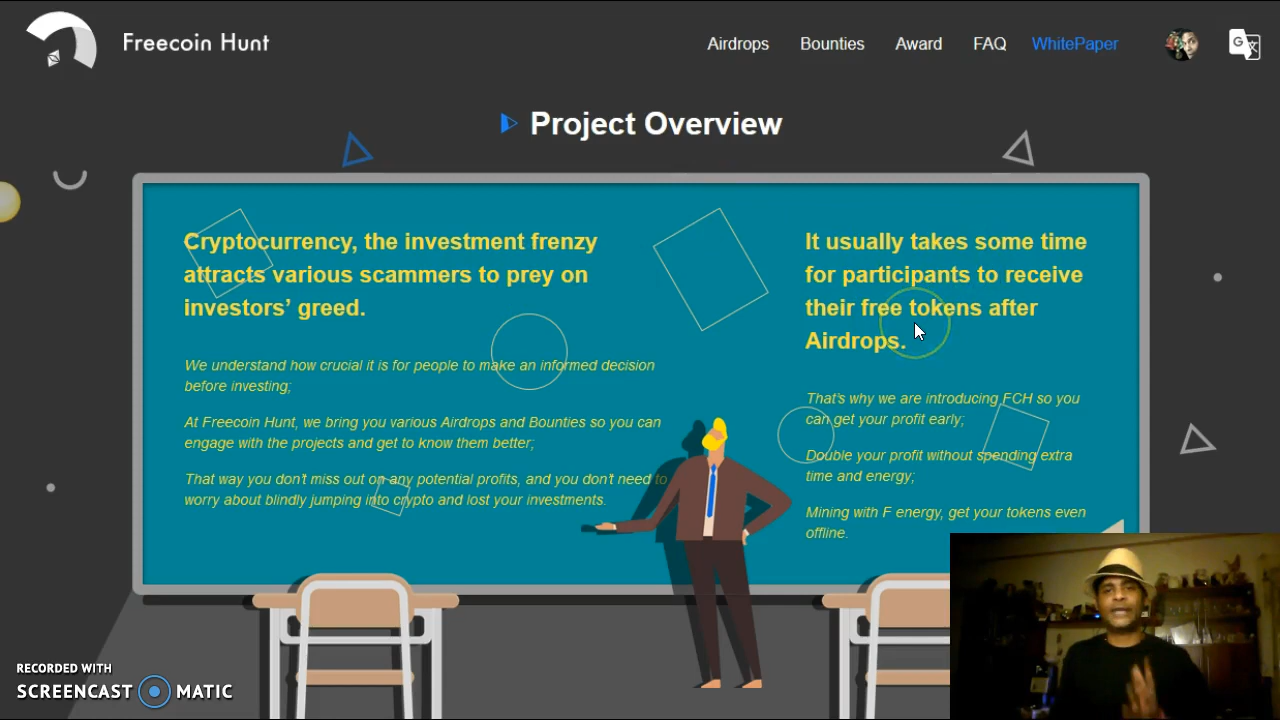 Freecoin Hunt
Airdrops
Bounties
Award
FAQ
WhitePaper
G
文
Project Overview
Cryptocurrency, the investment frenzy
attracts various scammers to prey on
investors’ greed.
We understand how crucial it is for people to make an informed decision
before investing;
At Freecoin Hunt, we bring you various Airdrops and Bounties so you can
engage with the projects and get to know them better;
That way you don't miss out on any potential profits, and you don't need to
worry about blindly jumping into crypto and lost your investments.
It usually takes some time
for participants to receive
their free tokens after
Airdrops.
That's why we are introducing FCH so you
can get your profit early;
Double your profit without spending extra
time and energy;
Mining with F energy, get your tokens even
offline.
RECORDED WITH
SCREENCAST MATIC